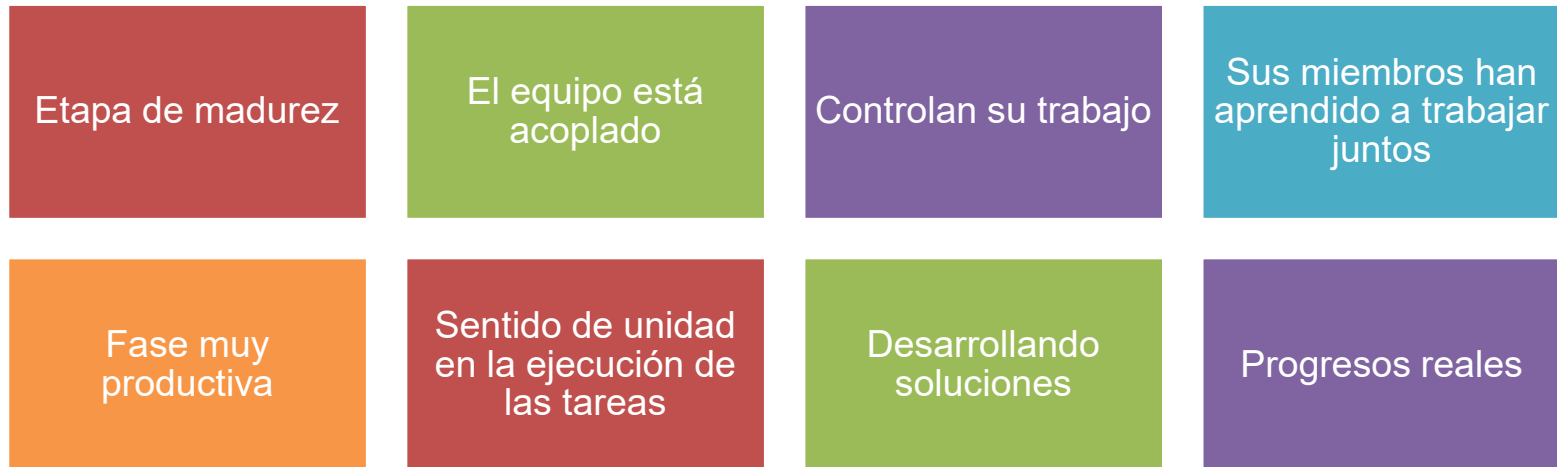 Etapa de madurez
El equipo está
acoplado
Controlan su trabajo
Sus miembros han
aprendido a trabajar
juntos
Fase muy
productiva
Sentido de unidad
en la ejecución de
las tareas
Desarrollando
soluciones
Progresos reales